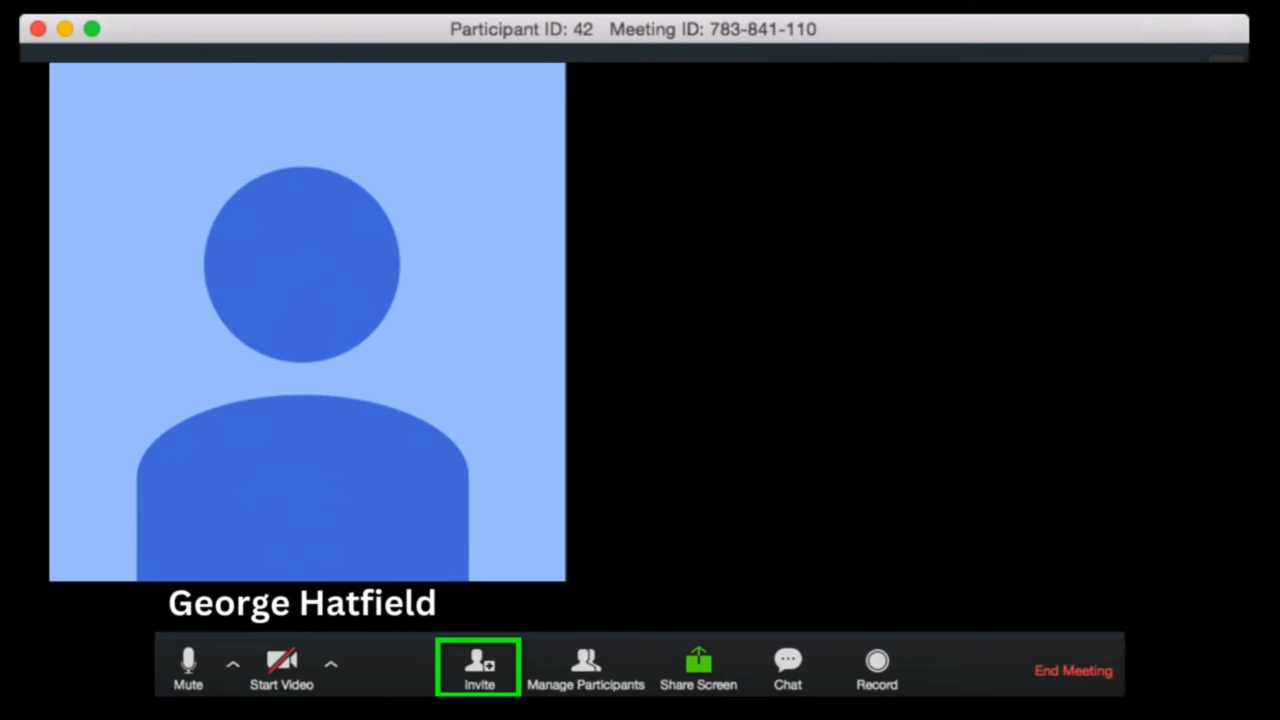 Participant ID: 42 Meeting ID: 783-841-110
George Hatfield
Mute
Start Video
Invite
Manage Participants
Share Screen
Chat
Record
End Meeting